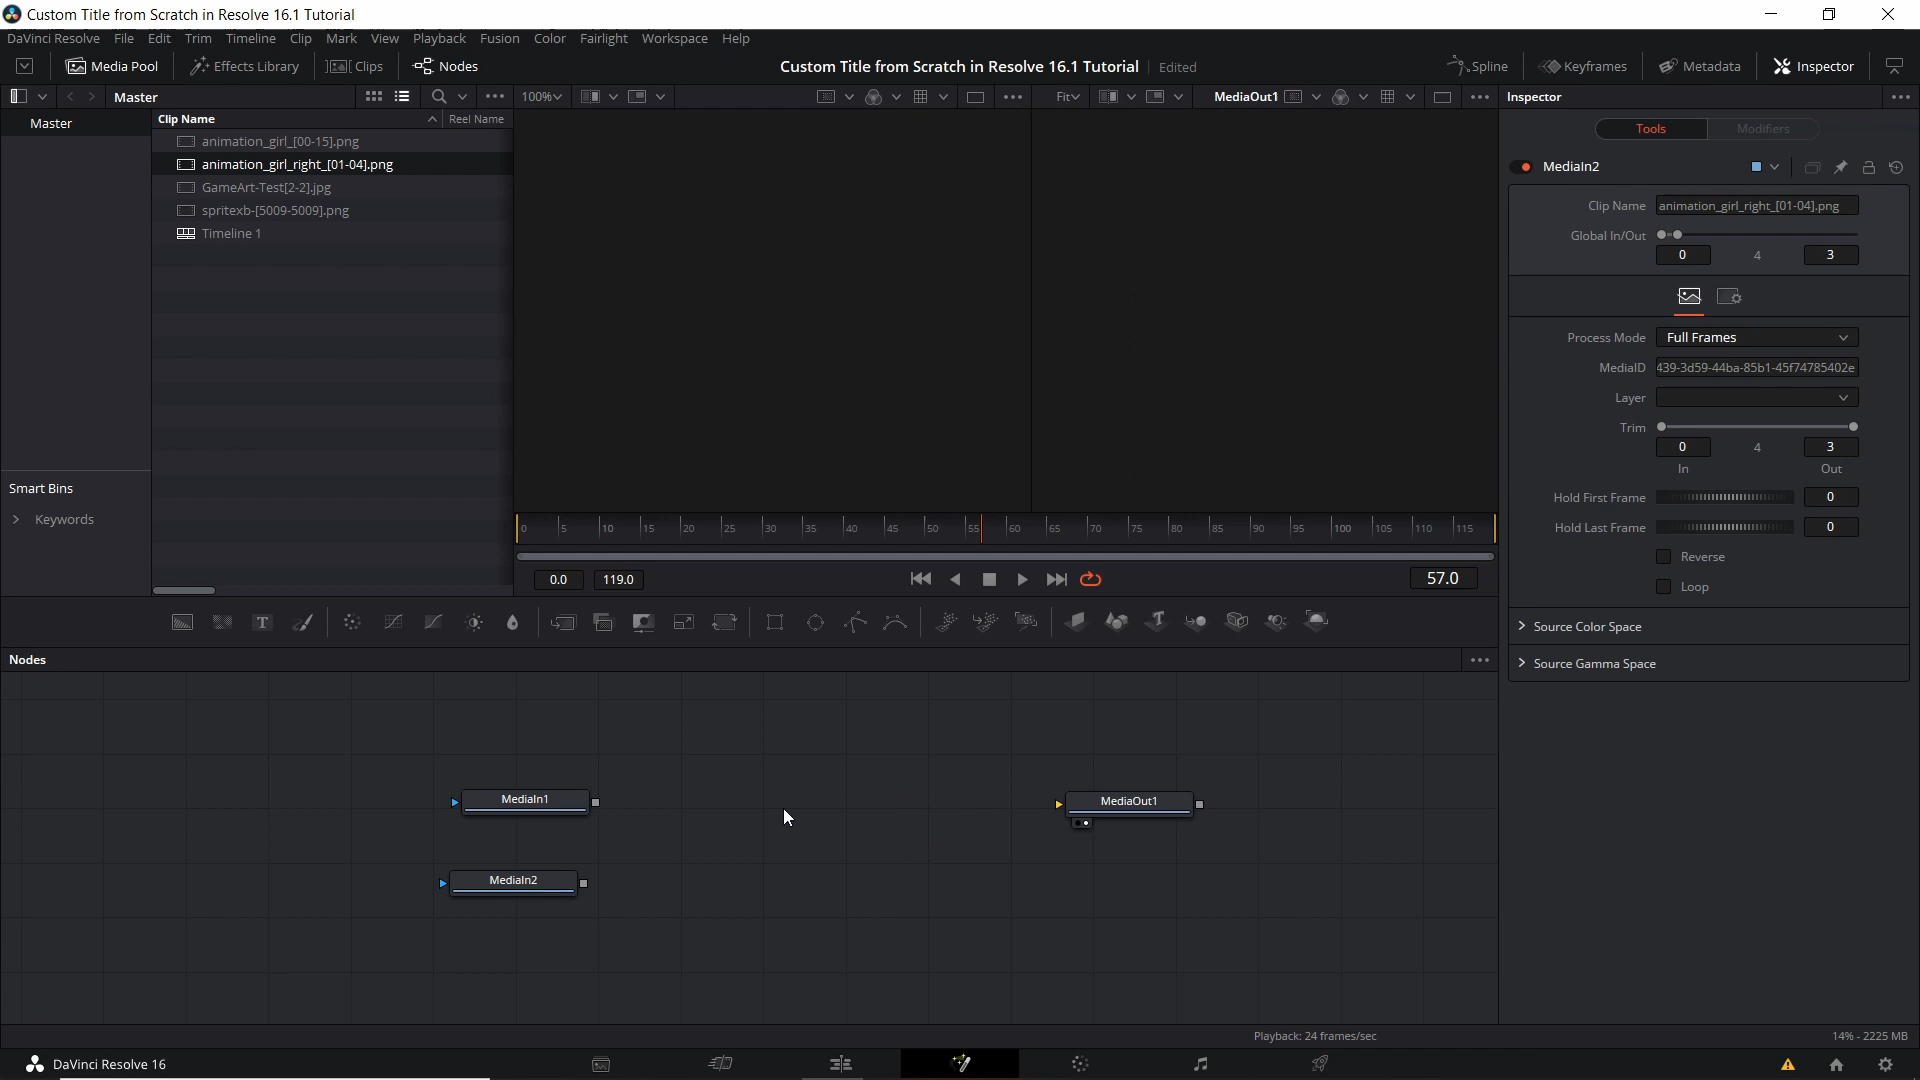 Custom Title from Scratch in Resolve 16.1 Tutorial
DaVinci Resolve File Edit Trim Timeline Clip Mark View Playback Fusion Color Fairlight Workspace Help
Media Pool Effects Library Clips Nodes Custom Title from Scratch in Resolve 16.1 Tutorial Edited Spline Keyframes Metadata Inspector
Master 100% Fit MediaOut1 Inspector
Master
Clip Name Reel Name
animation_girl_[00-15].png
animation_girl_right_[01-04].png
GameArt-Test[2-2].jpg
spritexb-[5009-5009].png
Timeline 1
Smart Bins
Keywords
Tools Modifiers
MediaIn2
Clip Name animation_girl_right_[01-04].png
Global In/Out
0 4 3
Process Mode Full Frames
MediaID 439-3d59-44ba-85b1-45f74785402e
Layer
Trim
0 4 3
In Out
Hold First Frame 0
Hold Last Frame 0
Reverse
Loop
Source Color Space
Source Gamma Space
0 5 10 15 20 25 30 35 40 45 50 55 60 65 70 75 80 85 90 95 100 105 110 115
0.0 119.0 57.0
Nodes
MediaIn1
MediaOut1
MediaIn2
Playback: 24 frames/sec 14% - 2225 MB
DaVinci Resolve 16